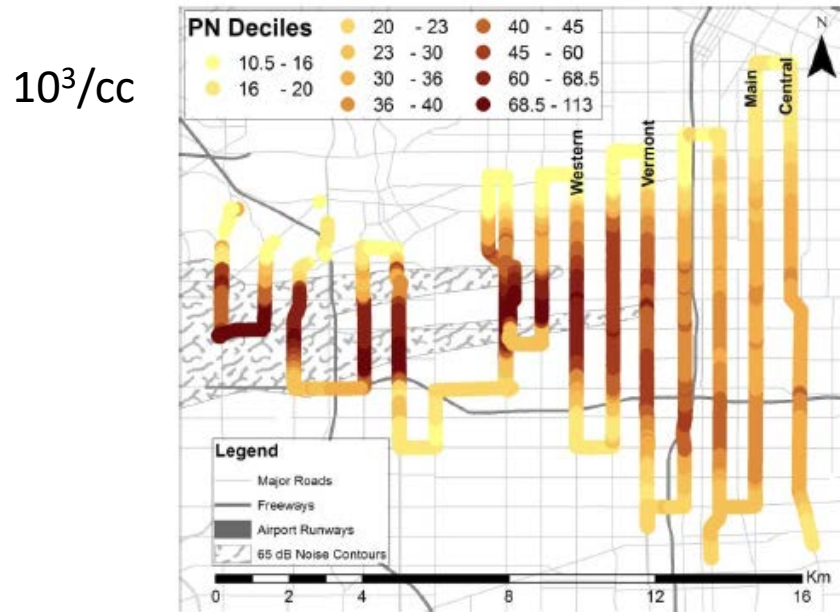 10³/cc
PN Deciles
10.5 - 16
16 - 20
20 - 23
23 - 30
30 - 36
36 - 40
40 - 45
45 - 60
60 - 68.5
68.5 - 113
N
Western
Vermont
Main
Central
Legend
Major Roads
Freeways
Airport Runways
65 dB Noise Contours
0 2 4 8 12 16 Km